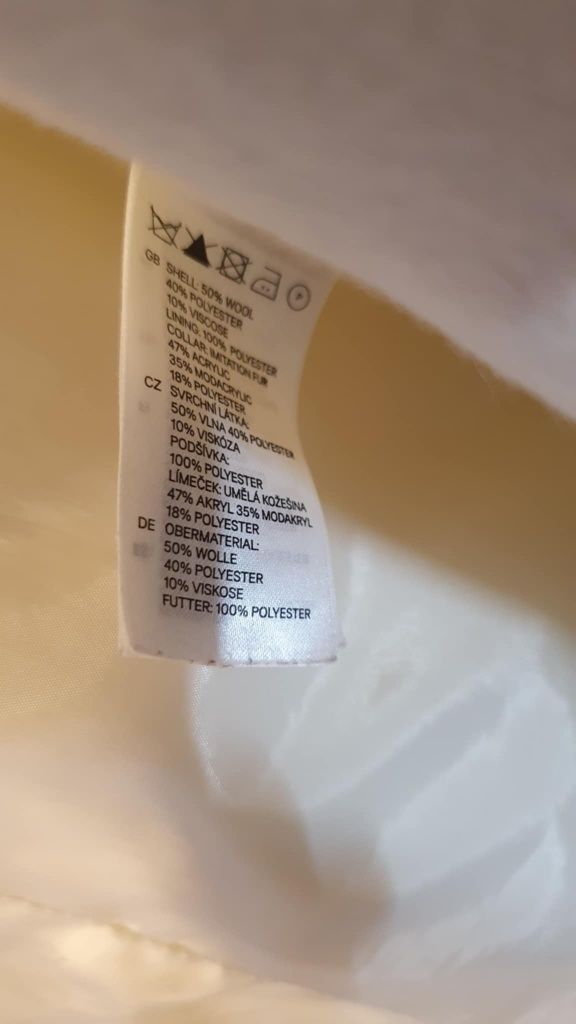 GB SHELL: 50% WOOL
40% POLYESTER
10% VISCOSE
LINING: 100% POLYESTER
COLLAR: IMITATION FUR
47% ACRYLIC
35% MODACRYLIC
18% POLYESTER
CZ SVRCHNÍ LÁTKA:
50% VLNA 40% POLYESTER
10% VISKÓZA
PODŠÍVKA:
100% POLYESTER
LÍMEČEK: UMĚLÁ KOŽEŠINA
47% AKRYL 35% MODAKRYL
18% POLYESTER
DE OBERMATERIAL:
50% WOLLE
40% POLYESTER
10% VISKOSE
FUTTER: 100% POLYESTER